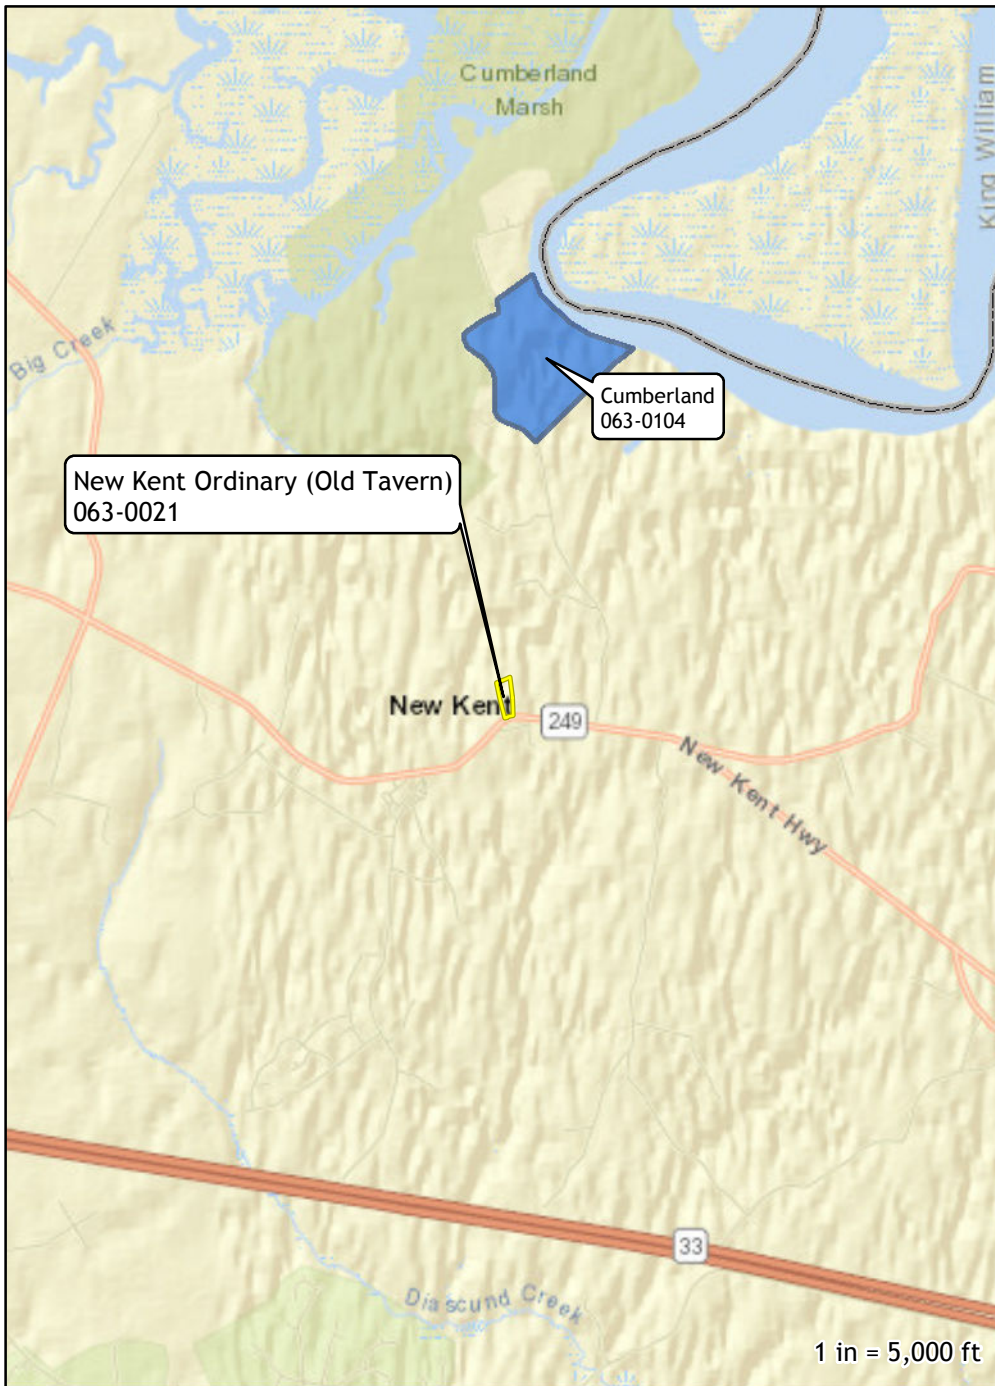 Cumberland
Marsh
King William
Big Creek
Cumberland
063-0104
New Kent Ordinary (Old Tavern)
063-0021
New Kent
249
New Kent Hwy
33
Diascund Creek
1 in = 5,000 ft